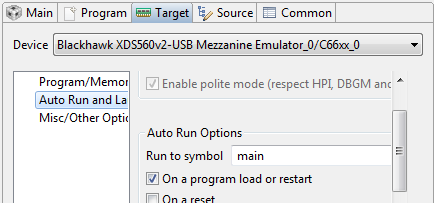 Main Program Target Source Common
Device Blackhawk XDS560v2-USB Mezzanine Emulator_0/C66xx_0
Program/Memor
Auto Run and La
Misc/Other Optio
Enable polite mode (respect HPI, DBGM and
Auto Run Options
Run to symbol main
On a program load or restart
On a reset